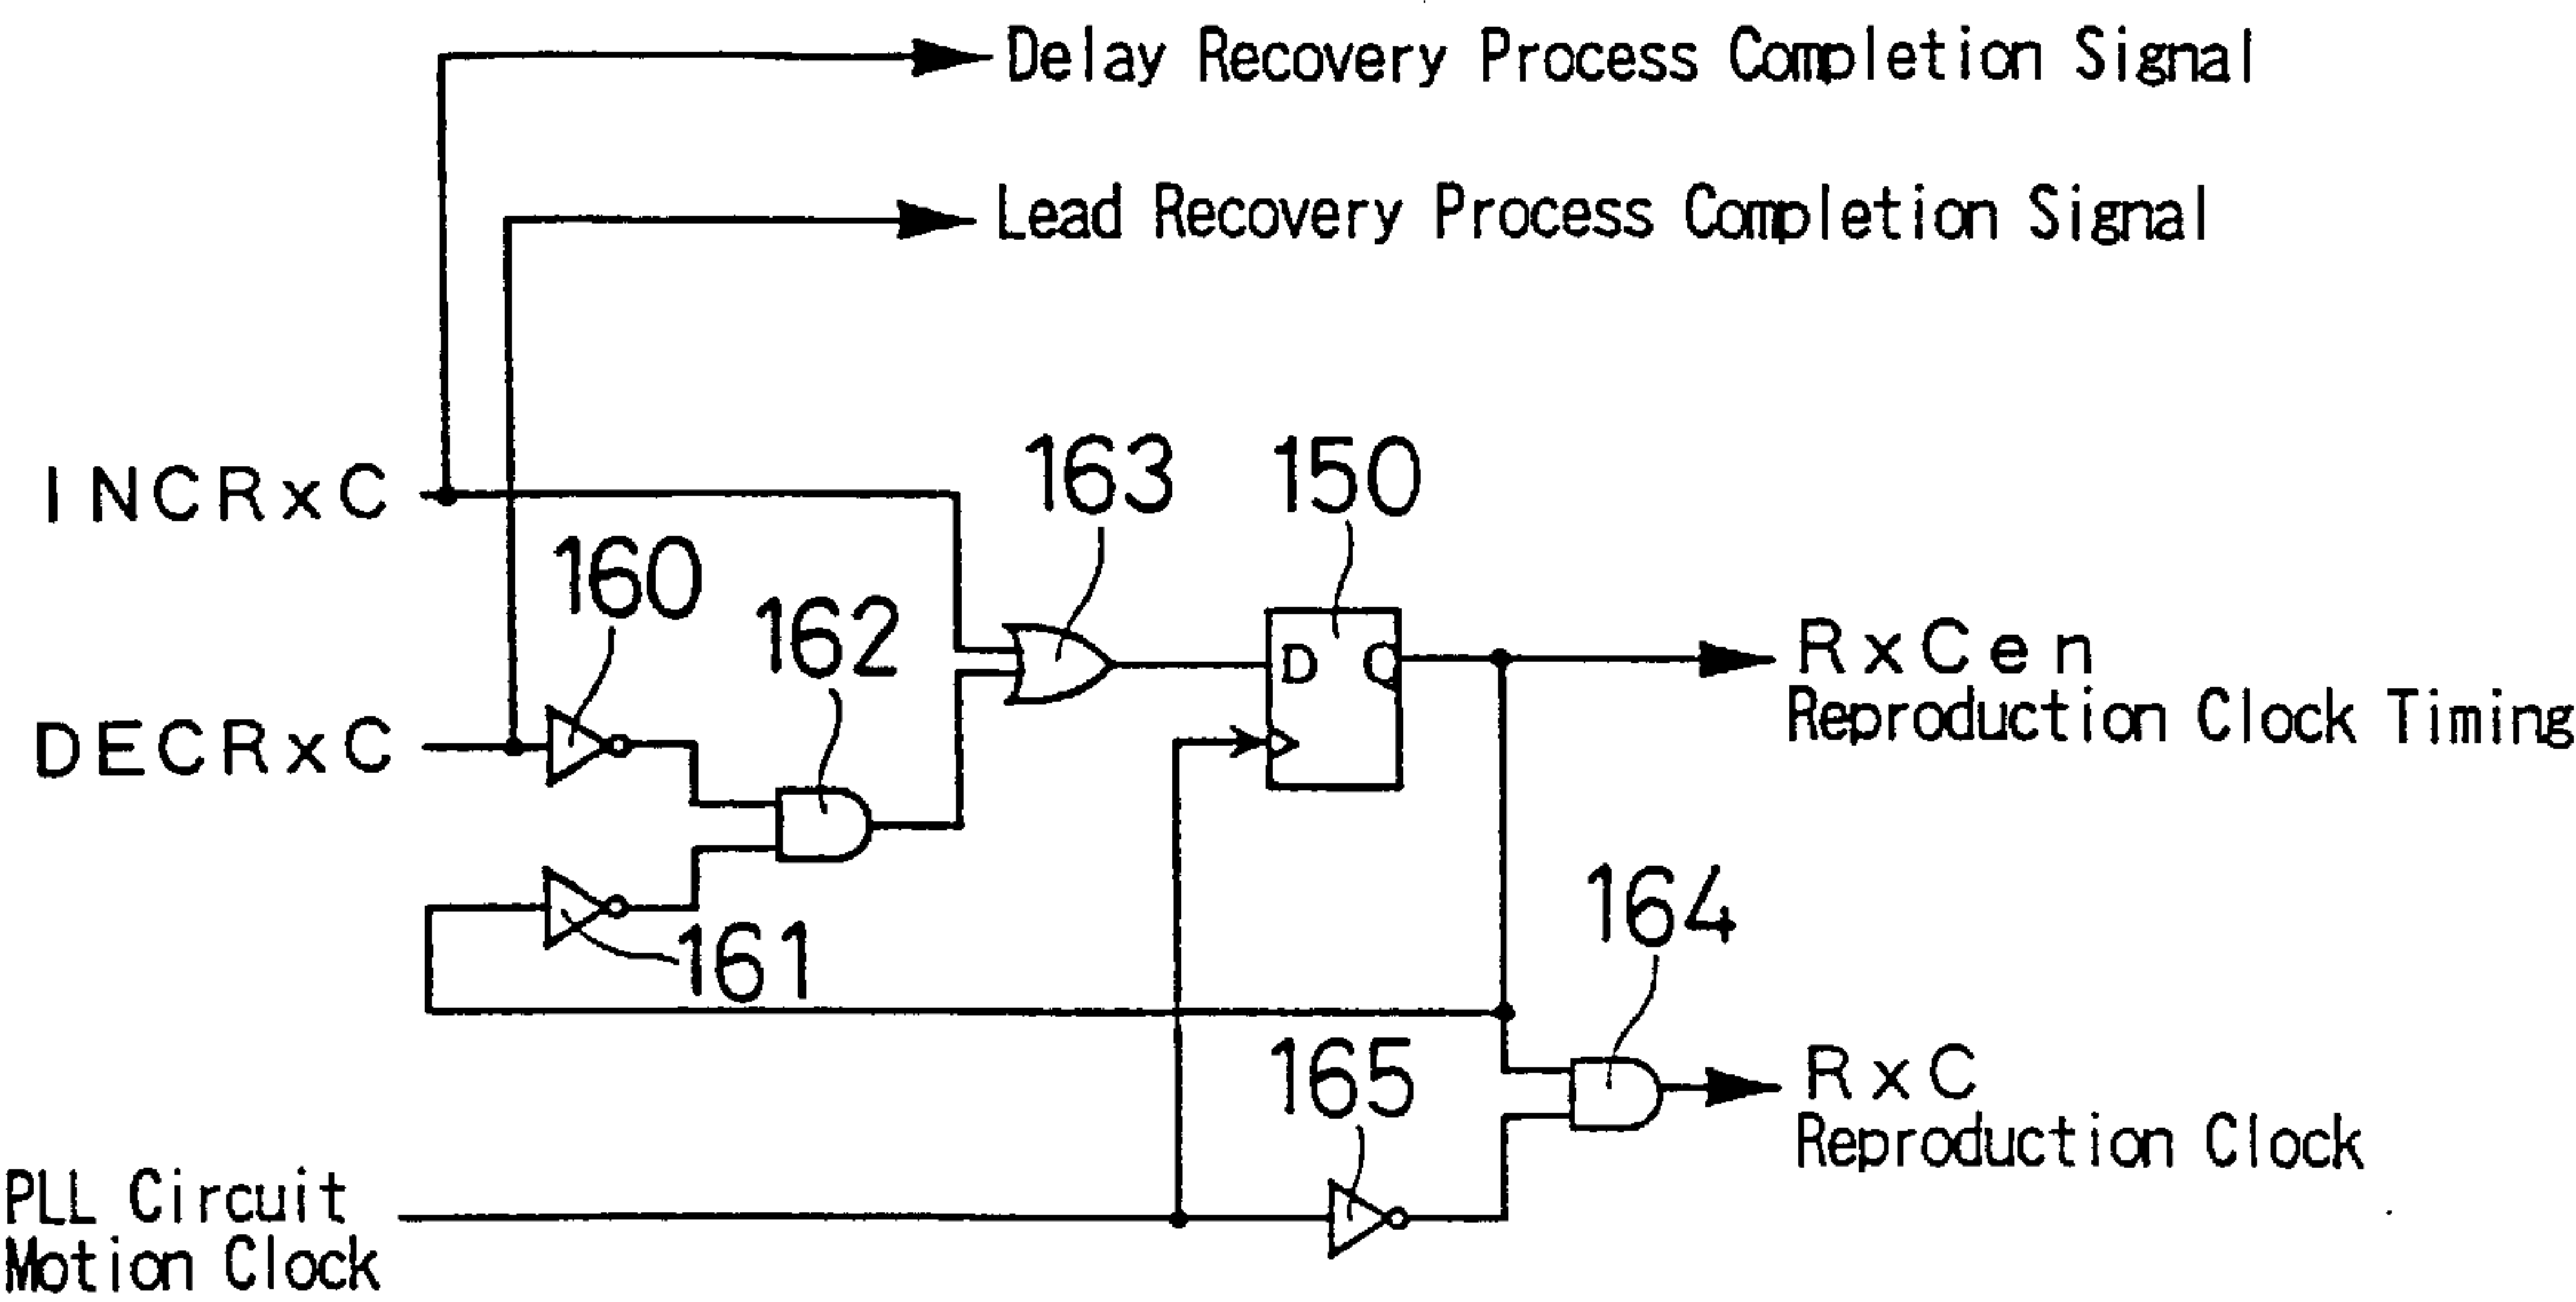 Delay Recovery Process Completion Signal
Lead Recovery Process Completion Signal
INCRxC
163
150
160
162
D Q
RxCen
Reproduction Clock Timing
DECRxC
161
164
165
RxC
Reproduction Clock
PLL Circuit
Motion Clock